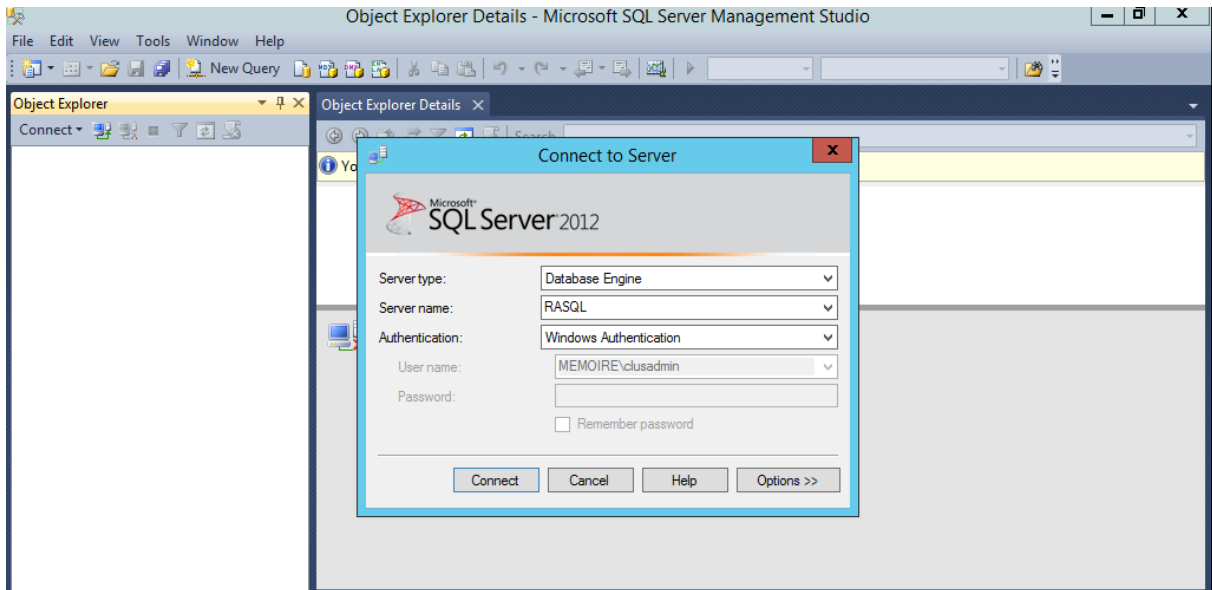 Object Explorer Details - Microsoft SQL Server Management Studio
File Edit View Tools Window Help
New Query
Object Explorer
Object Explorer Details
Connect
Search
Yo
Connect to Server
Microsoft®
SQL Server 2012
Server type: Database Engine
Server name: RASQL
Authentication: Windows Authentication
User name: MEMOIRE\clusadmin
Password:
Remember password
Connect Cancel Help Options >>